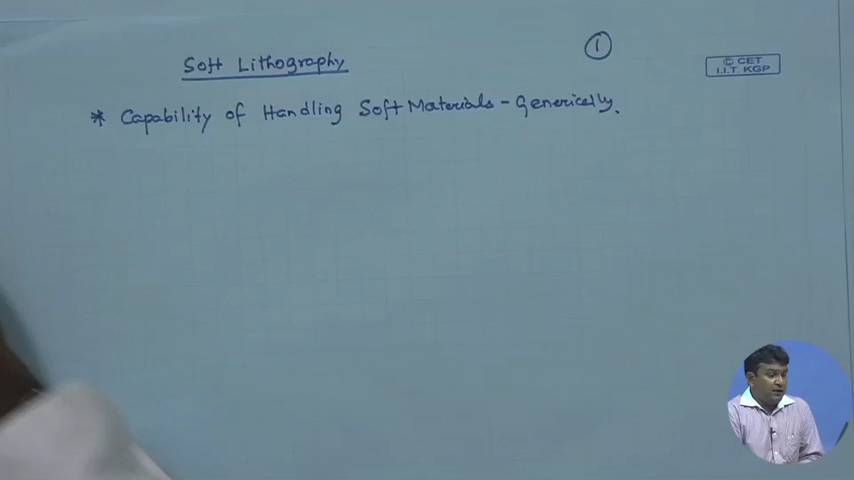 Soft Lithography
1
© CET
I.I.T. KGP
* Capability of Handling Soft Materials - Generically.